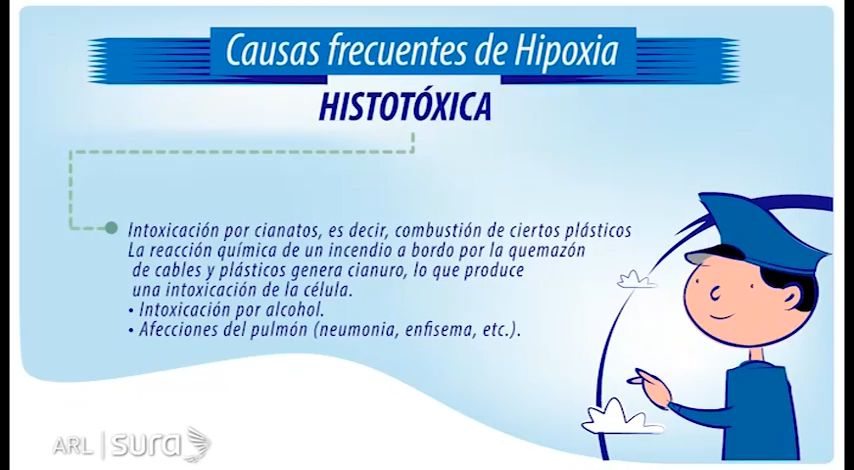 Causas frecuentes de Hipoxia
HISTOTÓXICA
Intoxicación por cianatos, es decir, combustión de ciertos plásticos
La reacción química de un incendio a bordo por la quemazón
de cables y plásticos genera cianuro, lo que produce
una intoxicación de la célula.
• Intoxicación por alcohol.
• Afecciones del pulmón (neumonia, enfisema, etc.).
ARL | sura